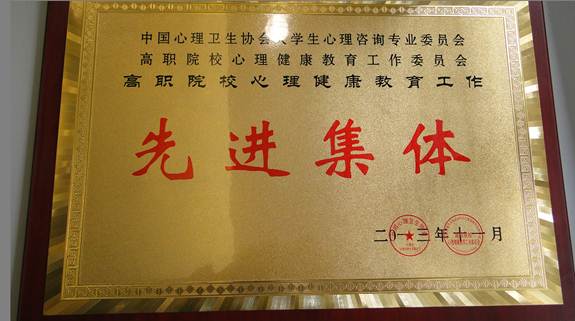 中国心理卫生协会大学生心理咨询专业委员会
高职院校心理健康教育工作委员会
高职院校心理健康教育工作
先进集体
二0一三年十一月